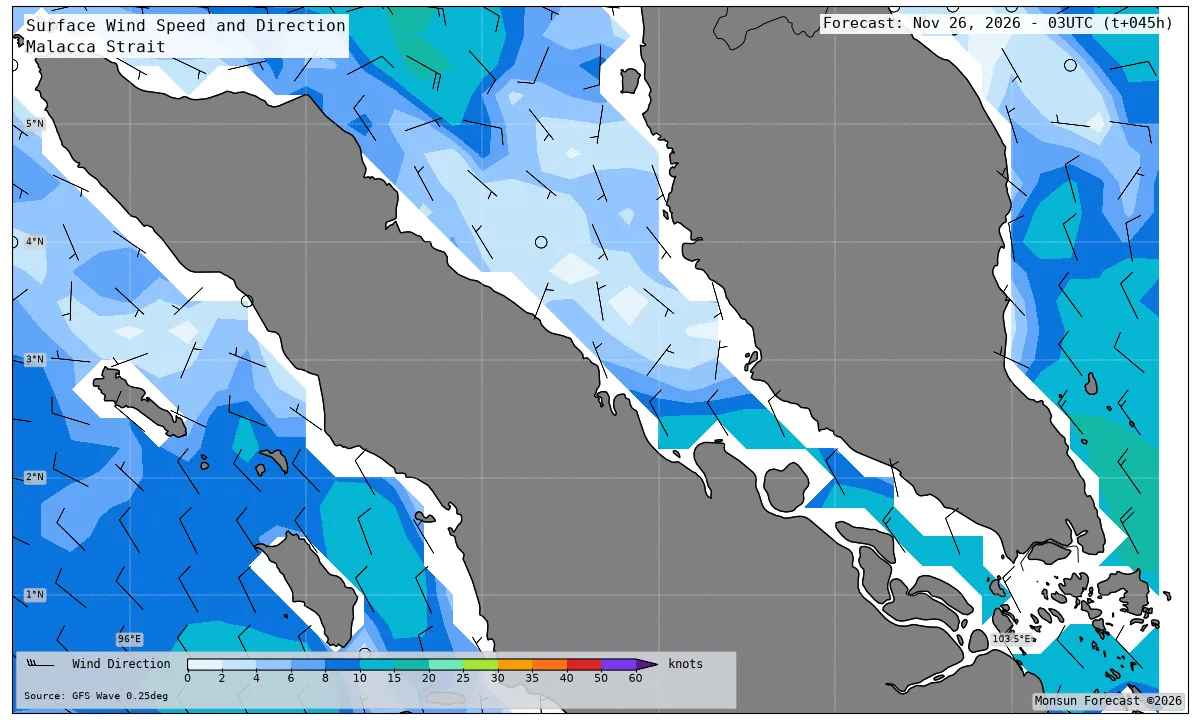 Surface Wind Speed and Direction
Malacca Strait
Forecast: Nov 26, 2026 - 03UTC (t+045h)
5°N
4°N
3°N
2°N
1°N
96°E
103.5°E
Wind Direction
0 2 4 6 8 10 15 20 25 30 35 40 50 60
knots
Source: GFS Wave 0.25deg
Monsun Forecast ©2026